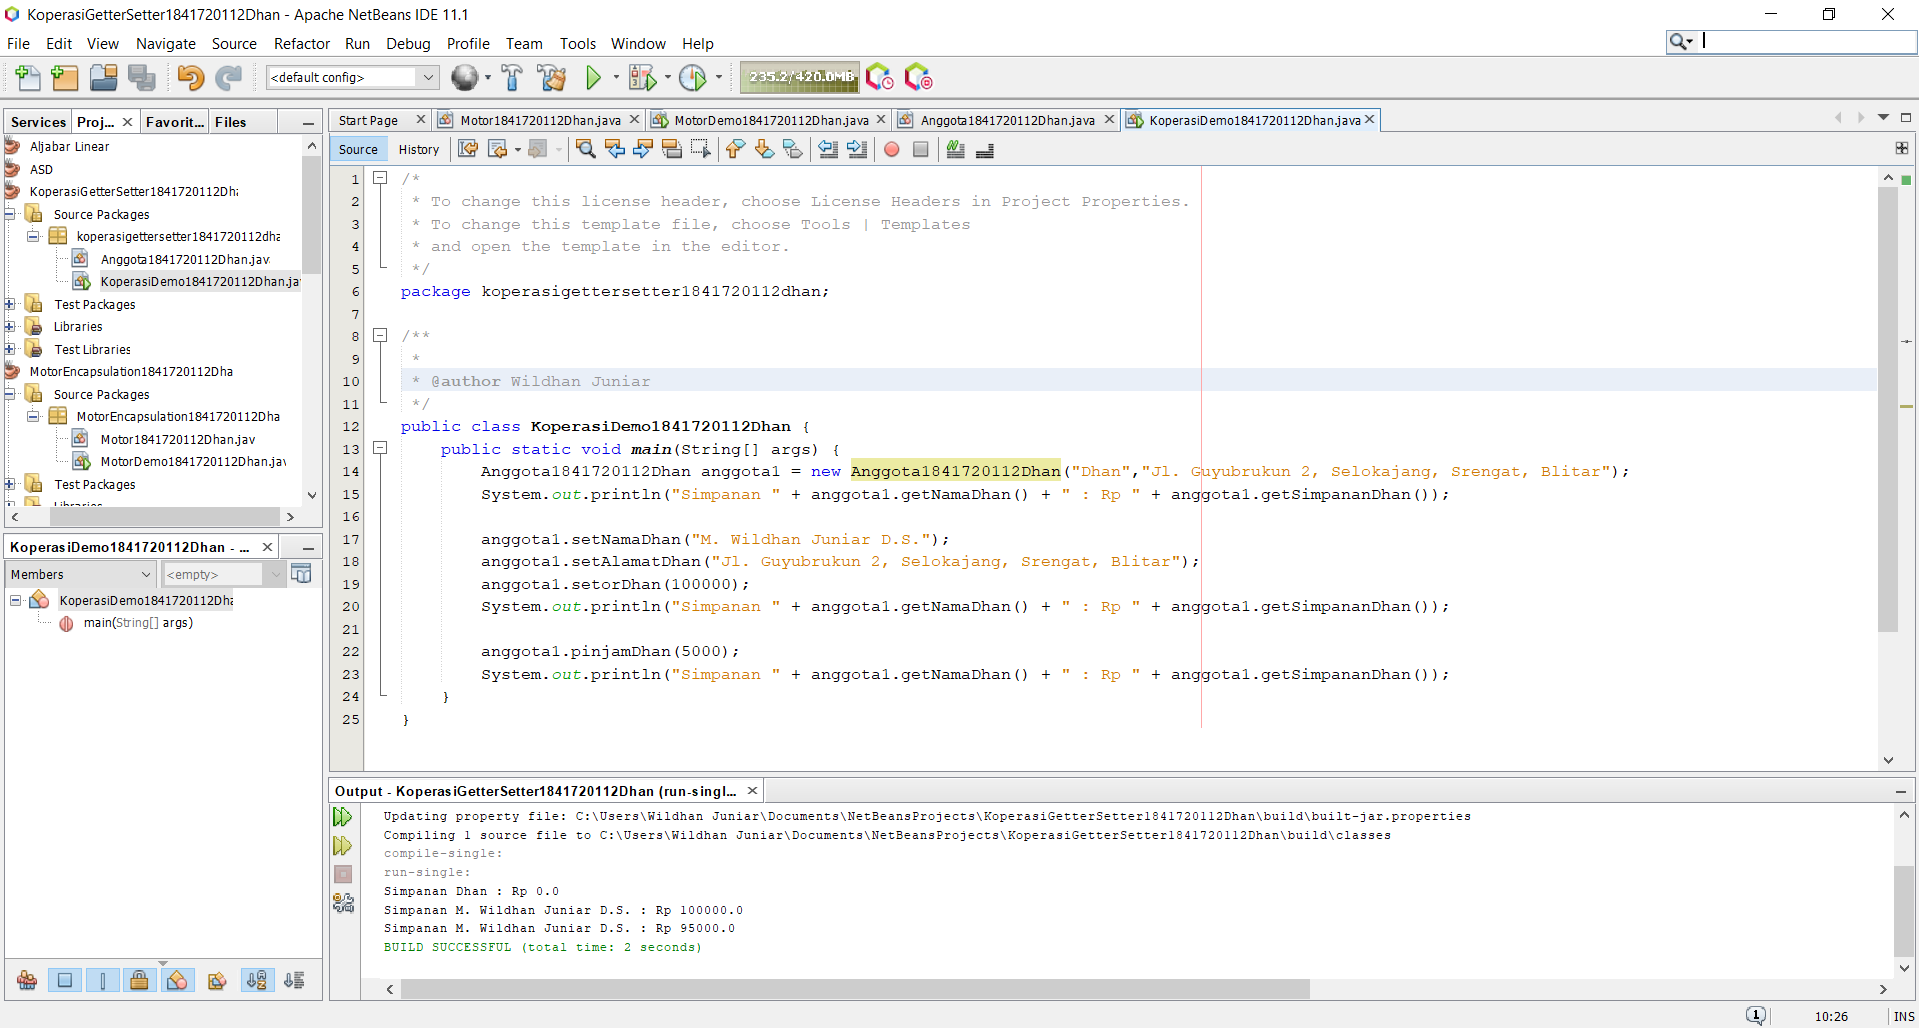 KoperasiGetterSetter1841720112Dhan - Apache NetBeans IDE 11.1
File Edit View Navigate Source Refactor Run Debug Profile Team Tools Window Help
<default config>
235.2/420.0MB
Services Proj... Favorit... Files
Aljabar Linear
ASD
KoperasiGetterSetter1841720112Dha
Source Packages
koperasigettersetter1841720112dha
Anggota1841720112Dhan.jav
KoperasiDemo1841720112Dhan.jav
Test Packages
Libraries
Test Libraries
MotorEncapsulation1841720112Dha
Source Packages
MotorEncapsulation1841720112Dha
Motor1841720112Dhan.jav
MotorDemo1841720112Dhan.jav
Test Packages
Libraries
KoperasiDemo1841720112Dhan - ...
Members
<empty>
KoperasiDemo1841720112Dha
main(String[] args)
Start Page Motor1841720112Dhan.java MotorDemo1841720112Dhan.java Anggota1841720112Dhan.java KoperasiDemo1841720112Dhan.java
Source History
1 /*
2 * To change this license header, choose License Headers in Project Properties.
3 * To change this template file, choose Tools | Templates
4 * and open the template in the editor.
5 */
6 package koperasigettersetter1841720112dhan;
7
8 /**
9 *
10 * @author Wildhan Juniar
11 */
12 public class KoperasiDemo1841720112Dhan {
13 public static void main(String[] args) {
14 Anggota1841720112Dhan anggota1 = new Anggota1841720112Dhan("Dhan","Jl. Guyubrukun 2, Selokajang, Srengat, Blitar");
15 System.out.println("Simpanan " + anggota1.getNamaDhan() + " : Rp " + anggota1.getSimpananDhan());
16
17 anggota1.setNamaDhan("M. Wildhan Juniar D.S.");
18 anggota1.setAlamatDhan("Jl. Guyubrukun 2, Selokajang, Srengat, Blitar");
19 anggota1.setorDhan(100000);
20 System.out.println("Simpanan " + anggota1.getNamaDhan() + " : Rp " + anggota1.getSimpananDhan());
21
22 anggota1.pinjamDhan(5000);
23 System.out.println("Simpanan " + anggota1.getNamaDhan() + " : Rp " + anggota1.getSimpananDhan());
24 }
25 }
Output - KoperasiGetterSetter1841720112Dhan (run-singl...
Updating property file: C:\Users\Wildhan Juniar\Documents\NetBeansProjects\KoperasiGetterSetter1841720112Dhan\build\built-jar.properties
Compiling 1 source file to C:\Users\Wildhan Juniar\Documents\NetBeansProjects\KoperasiGetterSetter1841720112Dhan\build\classes
compile-single:
run-single:
Simpanan Dhan : Rp 0.0
Simpanan M. Wildhan Juniar D.S. : Rp 100000.0
Simpanan M. Wildhan Juniar D.S. : Rp 95000.0
BUILD SUCCESSFUL (total time: 2 seconds)
1 10:26 INS